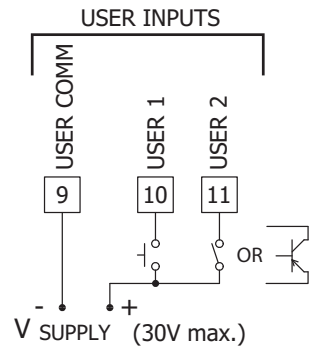 USER INPUTS
USER COMM
USER 1
USER 2
9
10
11
OR
- +
V SUPPLY (30V max.)